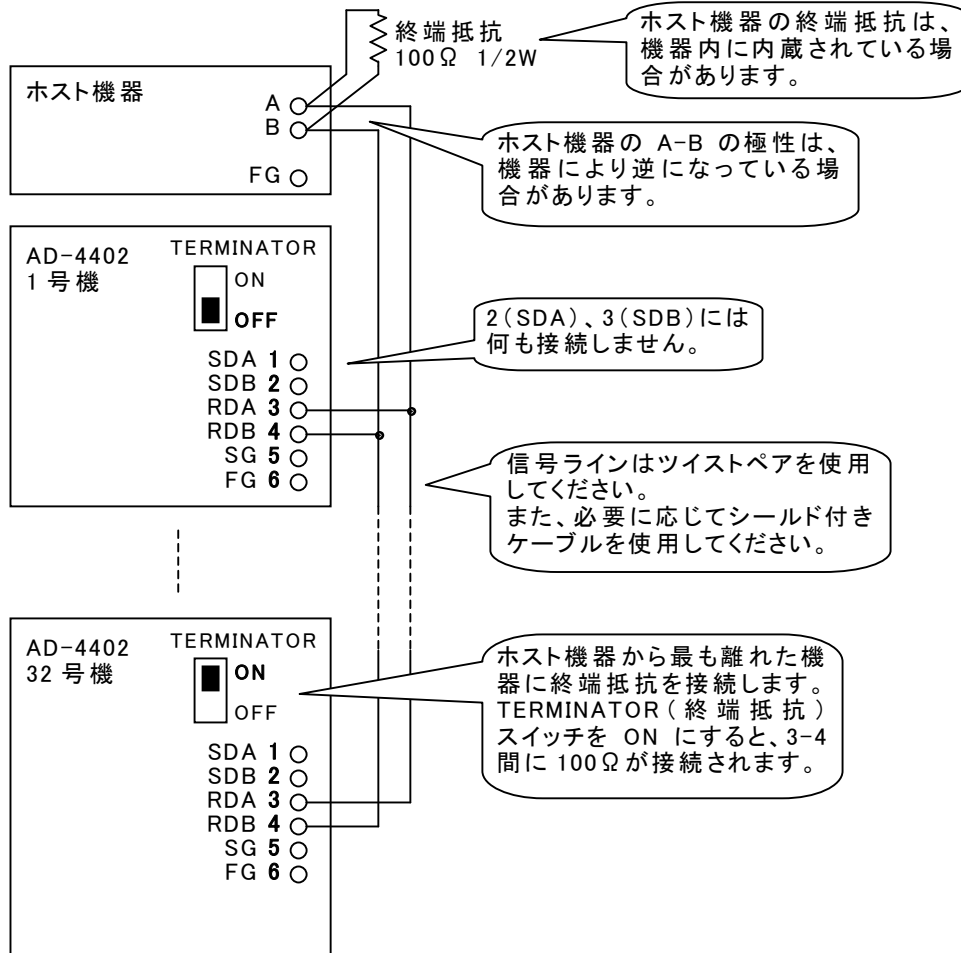 終端抵抗
100Ω 1/2W
ホスト機器の終端抵抗は、
機器内に内蔵されている場
合があります。
ホスト機器
A
B
FG
ホスト機器の A-B の極性は、
機器により逆になっている場
合があります。
AD-4402
1号機
TERMINATOR
ON
OFF
SDA 1
SDB 2
RDA 3
RDB 4
SG 5
FG 6
2(SDA)、3(SDB)には
何も接続しません。
信号ラインはツイストペアを使用
してください。
また、必要に応じてシールド付き
ケーブルを使用してください。
AD-4402
32号機
TERMINATOR
ON
OFF
SDA 1
SDB 2
RDA 3
RDB 4
SG 5
FG 6
ホスト機器から最も離れた機
器に終端抵抗を接続します。
TERMINATOR(終端抵抗)
スイッチを ON にすると、3-4
間に100Ωが接続されます。